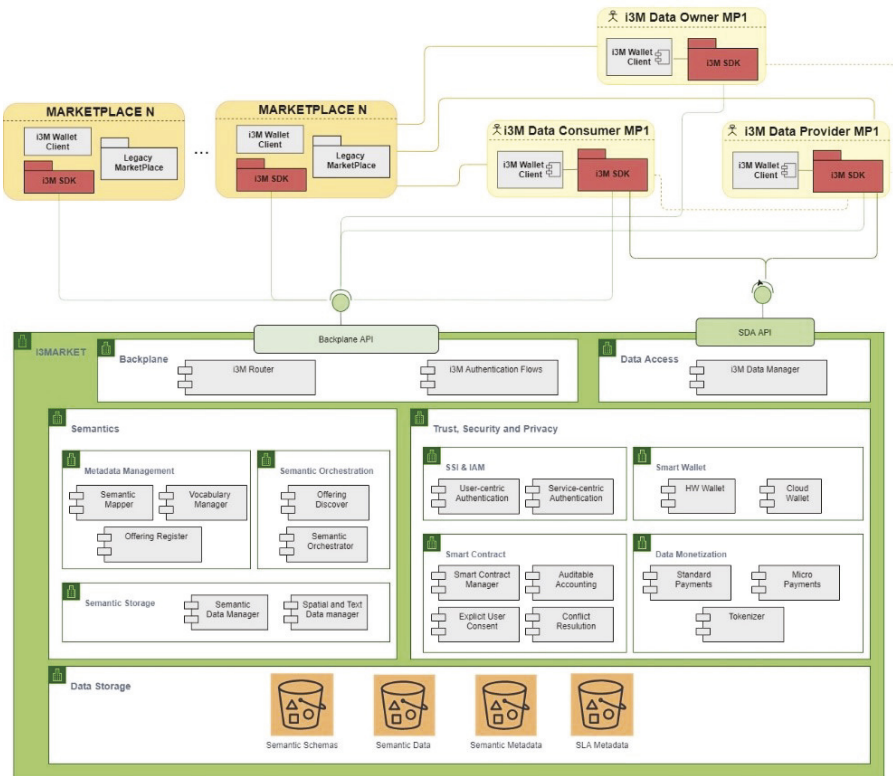 i3M Data Owner MP1
i3M Wallet
Client
i3M SDK
MARKETPLACE N
i3M Wallet
Client
Legacy
MarketPlace
i3M SDK
...
MARKETPLACE N
i3M Wallet
Client
Legacy
MarketPlace
i3M SDK
i3M Data Consumer MP1
i3M Wallet
Client
i3M SDK
i3M Data Provider MP1
i3M Wallet
Client
i3M SDK
Backplane API
SDA API
I3MARKET
Backplane
i3M Router
i3M Authentication Flows
Data Access
i3M Data Manager
Semantics
Metadata Management
Semantic
Mapper
Vocabulary
Manager
Offering Register
Semantic Orchestration
Offering
Discover
Semantic
Orchestrator
Semantic Storage
Semantic
Data Manager
Spatial and Text
Data manager
Trust, Security and Privacy
SSI & IAM
User-centric
Authentication
Service-centric
Authentication
Smart Wallet
HW Wallet
Cloud
Wallet
Smart Contract
Smart Contract
Manager
Auditable
Accounting
Explicit User
Consent
Conflict
Resulution
Data Monetization
Standard
Payments
Micro
Payments
Tokenizer
Data Storage
Semantic Schemas
Semantic Data
Semantic Metadata
SLA Metadata